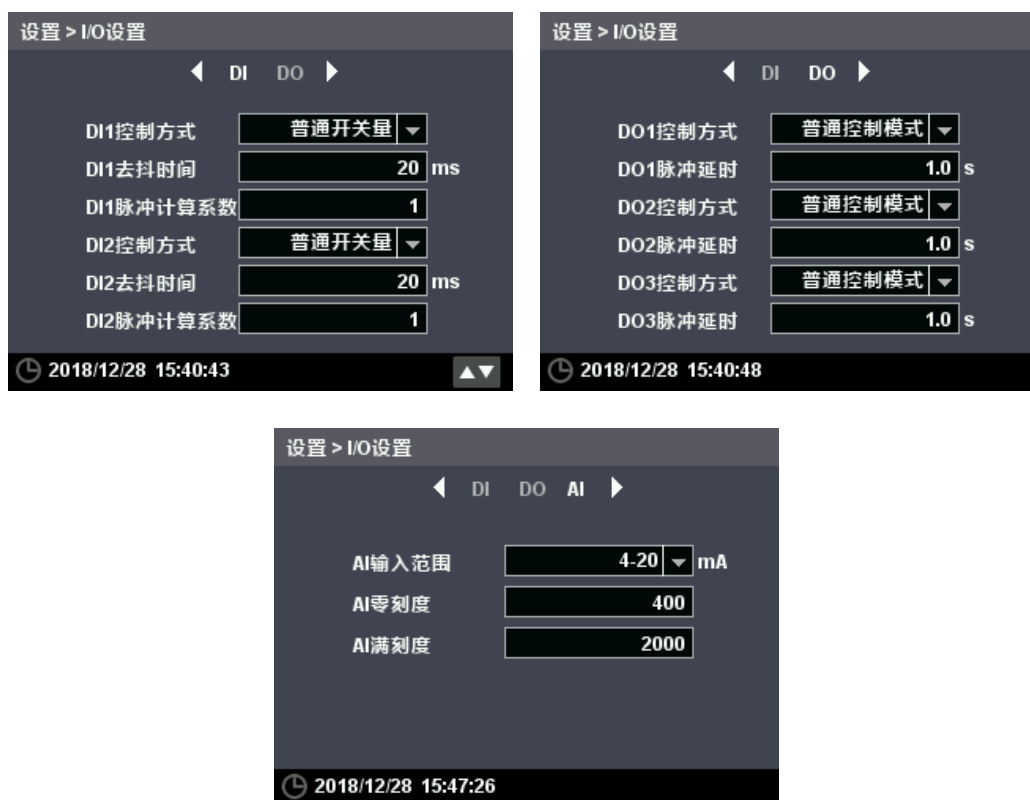 设置 > I/O设置
DI DO
DI1控制方式 普通开关量
DI1去抖时间 20 ms
DI1脉冲计算系数 1
DI2控制方式 普通开关量
DI2去抖时间 20 ms
DI2脉冲计算系数 1
2018/12/28 15:40:43
设置 > I/O设置
DI DO
DO1控制方式 普通控制模式
DO1脉冲延时 1.0 s
DO2控制方式 普通控制模式
DO2脉冲延时 1.0 s
DO3控制方式 普通控制模式
DO3脉冲延时 1.0 s
2018/12/28 15:40:48
设置 > I/O设置
DI DO AI
AI输入范围 4-20 mA
AI零刻度 400
AI满刻度 2000
2018/12/28 15:47:26